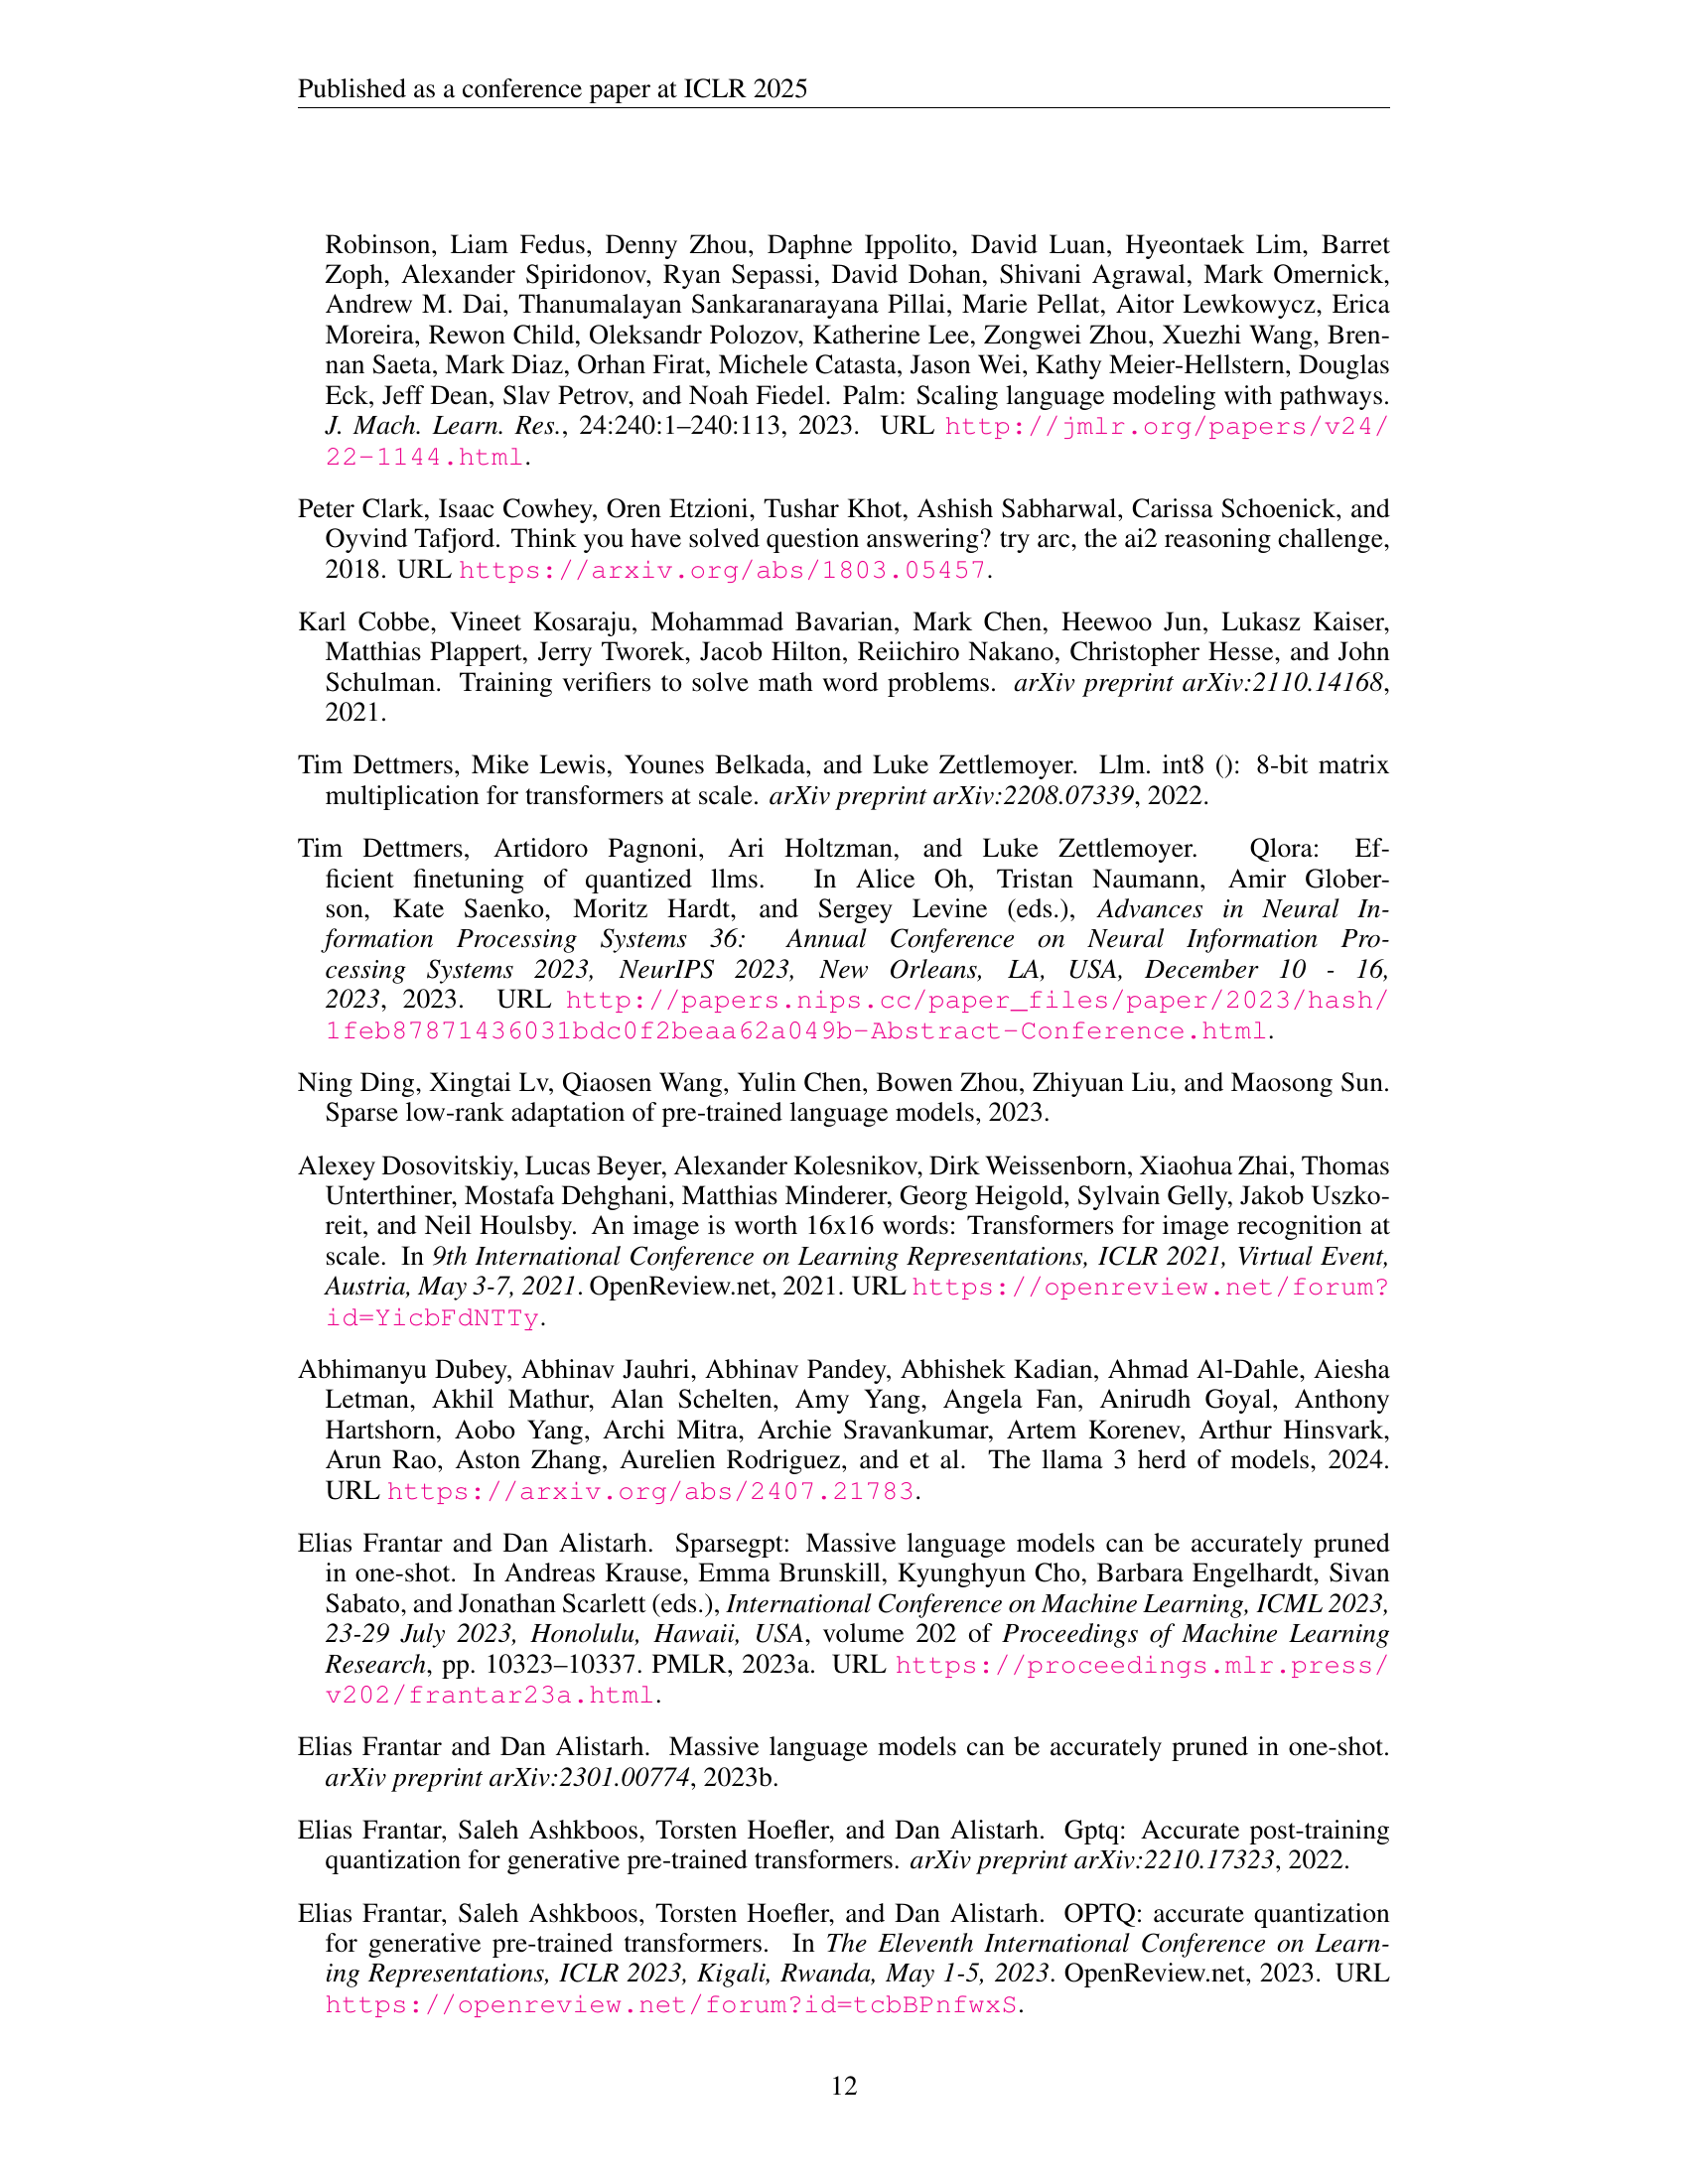 Published as a conference paper at ICLR 2025
Robinson, Liam Fedus, Denny Zhou, Daphne Ippolito, David Luan, Hyeontaek Lim, Barret
Zoph, Alexander Spiridonov, Ryan Sepassi, David Dohan, Shivani Agrawal, Mark Omernick,
Andrew M. Dai, Thanumalayan Sankaranarayana Pillai, Marie Pellat, Aitor Lewkowycz, Erica
Moreira, Rewon Child, Oleksandr Polozov, Katherine Lee, Zongwei Zhou, Xuezhi Wang, Bren-
nan Saeta, Mark Diaz, Orhan Firat, Michele Catasta, Jason Wei, Kathy Meier-Hellstern, Douglas
Eck, Jeff Dean, Slav Petrov, and Noah Fiedel. Palm: Scaling language modeling with pathways.
J. Mach. Learn. Res., 24:240:1–240:113, 2023. URL http://jmlr.org/papers/v24/
22-1144.html.
Peter Clark, Isaac Cowhey, Oren Etzioni, Tushar Khot, Ashish Sabharwal, Carissa Schoenick, and
Oyvind Tafjord. Think you have solved question answering? try arc, the ai2 reasoning challenge,
2018. URL https://arxiv.org/abs/1803.05457.
Karl Cobbe, Vineet Kosaraju, Mohammad Bavarian, Mark Chen, Heewoo Jun, Lukasz Kaiser,
Matthias Plappert, Jerry Tworek, Jacob Hilton, Reiichiro Nakano, Christopher Hesse, and John
Schulman. Training verifiers to solve math word problems. arXiv preprint arXiv:2110.14168,
2021.
Tim Dettmers, Mike Lewis, Younes Belkada, and Luke Zettlemoyer. Llm. int8 (): 8-bit matrix
multiplication for transformers at scale. arXiv preprint arXiv:2208.07339, 2022.
Tim Dettmers, Artidoro Pagnoni, Ari Holtzman, and Luke Zettlemoyer. Qlora: Ef-
ficient finetuning of quantized llms. In Alice Oh, Tristan Naumann, Amir Glober-
son, Kate Saenko, Moritz Hardt, and Sergey Levine (eds.), Advances in Neural In-
formation Processing Systems 36: Annual Conference on Neural Information Pro-
cessing Systems 2023, NeurIPS 2023, New Orleans, LA, USA, December 10 - 16,
2023, 2023. URL http://papers.nips.cc/paper_files/paper/2023/hash/
1feb87871436031bdc0f2beaa62a049b-Abstract-Conference.html.
Ning Ding, Xingtai Lv, Qiaosen Wang, Yulin Chen, Bowen Zhou, Zhiyuan Liu, and Maosong Sun.
Sparse low-rank adaptation of pre-trained language models, 2023.
Alexey Dosovitskiy, Lucas Beyer, Alexander Kolesnikov, Dirk Weissenborn, Xiaohua Zhai, Thomas
Unterthiner, Mostafa Dehghani, Matthias Minderer, Georg Heigold, Sylvain Gelly, Jakob Uszko-
reit, and Neil Houlsby. An image is worth 16x16 words: Transformers for image recognition at
scale. In 9th International Conference on Learning Representations, ICLR 2021, Virtual Event,
Austria, May 3-7, 2021. OpenReview.net, 2021. URL https://openreview.net/forum?
id=YicbFdNTTy.
Abhimanyu Dubey, Abhinav Jauhri, Abhinav Pandey, Abhishek Kadian, Ahmad Al-Dahle, Aiesha
Letman, Akhil Mathur, Alan Schelten, Amy Yang, Angela Fan, Anirudh Goyal, Anthony
Hartshorn, Aobo Yang, Archi Mitra, Archie Sravankumar, Artem Korenev, Arthur Hinsvark,
Arun Rao, Aston Zhang, Aurelien Rodriguez, and et al. The llama 3 herd of models, 2024.
URL https://arxiv.org/abs/2407.21783.
Elias Frantar and Dan Alistarh. Sparsegpt: Massive language models can be accurately pruned
in one-shot. In Andreas Krause, Emma Brunskill, Kyunghyun Cho, Barbara Engelhardt, Sivan
Sabato, and Jonathan Scarlett (eds.), International Conference on Machine Learning, ICML 2023,
23-29 July 2023, Honolulu, Hawaii, USA, volume 202 of Proceedings of Machine Learning
Research, pp. 10323–10337. PMLR, 2023a. URL https://proceedings.mlr.press/
v202/frantar23a.html.
Elias Frantar and Dan Alistarh. Massive language models can be accurately pruned in one-shot.
arXiv preprint arXiv:2301.00774, 2023b.
Elias Frantar, Saleh Ashkboos, Torsten Hoefler, and Dan Alistarh. Gptq: Accurate post-training
quantization for generative pre-trained transformers. arXiv preprint arXiv:2210.17323, 2022.
Elias Frantar, Saleh Ashkboos, Torsten Hoefler, and Dan Alistarh. OPTQ: accurate quantization
for generative pre-trained transformers. In The Eleventh International Conference on Learn-
ing Representations, ICLR 2023, Kigali, Rwanda, May 1-5, 2023. OpenReview.net, 2023. URL
https://openreview.net/forum?id=tcbBPnfwxS.
12